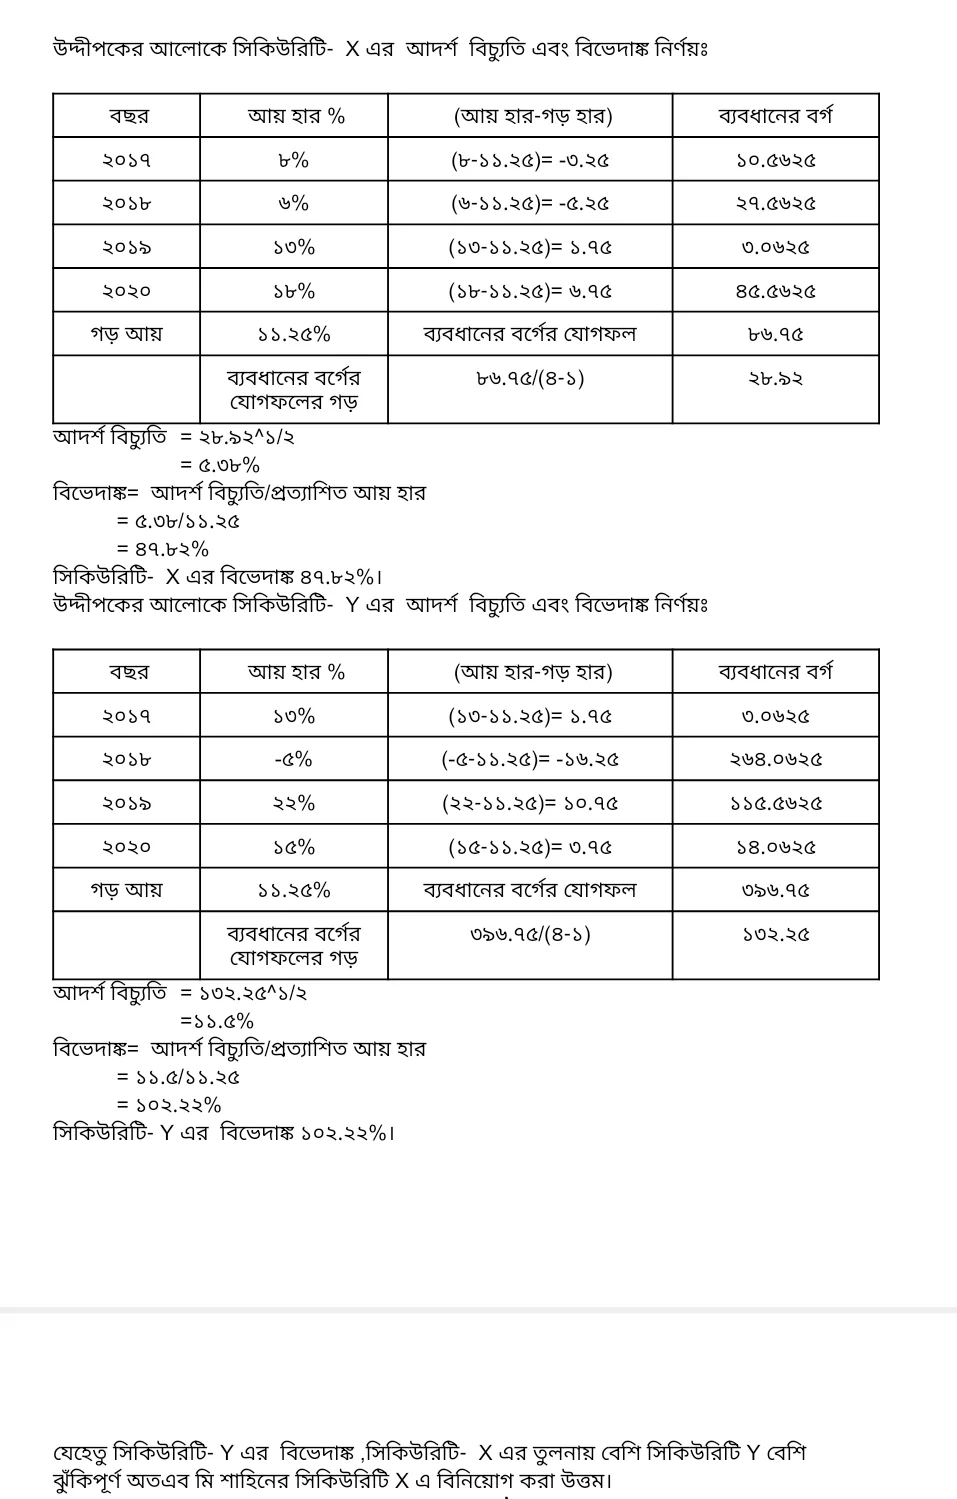 উদ্দীপকের আলোকে সিকিউরিটি- X এর আদর্শ বিচ্যুতি এবং বিভেদাঙ্ক নির্ণয়ঃ
বছর আয় হার % (আয় হার-গড় হার) ব্যবধানের বর্গ
২০১৭ ৮% (৮-১১.২৫)= -৩.২৫ ১০.৫৬২৫
২০১৮ ৬% (৬-১১.২৫)= -৫.২৫ ২৭.৫৬২৫
২০১৯ ১৩% (১৩-১১.২৫)= ১.৭৫ ৩.০৬২৫
২০২০ ১৮% (১৮-১১.২৫)= ৬.৭৫ ৪৫.৫৬২৫
গড় আয় ১১.২৫% ব্যবধানের বর্গের যোগফল ৮৬.৭৫
ব্যবধানের বর্গের ৮৬.৭৫/(৪-১) ২৮.৯২
যোগফলের গড়
আদর্শ বিচ্যুতি = ২৮.৯২^১/২
= ৫.৩৮%
বিভেদাঙ্ক= আদর্শ বিচ্যুতি/প্রত্যাশিত আয় হার
= ৫.৩৮/১১.২৫
= ৪৭.৮২%
সিকিউরিটি- X এর বিভেদাঙ্ক ৪৭.৮২%।
উদ্দীপকের আলোকে সিকিউরিটি- Y এর আদর্শ বিচ্যুতি এবং বিভেদাঙ্ক নির্ণয়ঃ
বছর আয় হার % (আয় হার-গড় হার) ব্যবধানের বর্গ
২০১৭ ১৩% (১৩-১১.২৫)= ১.৭৫ ৩.০৬২৫
২০১৮ -৫% (-৫-১১.২৫)= -১৬.২৫ ২৬৪.০৬২৫
২০১৯ ২২% (২২-১১.২৫)= ১০.৭৫ ১১৫.৫৬২৫
২০২০ ১৫% (১৫-১১.২৫)= ৩.৭৫ ১৪.০৬২৫
গড় আয় ১১.২৫% ব্যবধানের বর্গের যোগফল ৩৯৬.৭৫
ব্যবধানের বর্গের ৩৯৬.৭৫/(৪-১) ১৩২.২৫
যোগফলের গড়
আদর্শ বিচ্যুতি = ১৩২.২৫^১/২
=১১.৫%
বিভেদাঙ্ক= আদর্শ বিচ্যুতি/প্রত্যাশিত আয় হার
= ১১.৫/১১.২৫
= ১০২.২২%
সিকিউরিটি- Y এর বিভেদাঙ্ক ১০২.২২%।
যেহেতু সিকিউরিটি- Y এর বিভেদাঙ্ক ,সিকিউরিটি- X এর তুলনায় বেশি সিকিউরিটি Y বেশি
ঝুঁকিপূর্ণ অতএব মি শাহিনের সিকিউরিটি X এ বিনিয়োগ করা উত্তম।